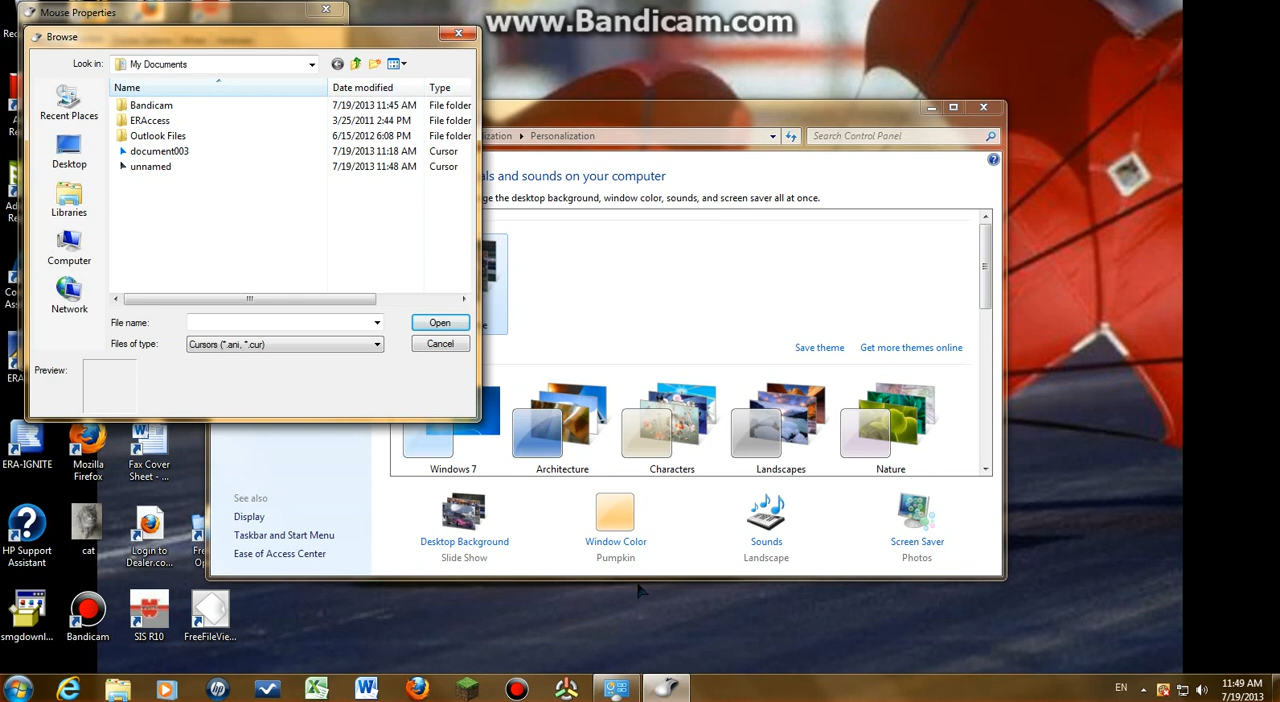 Mouse Properties
www.Bandicam.com
Browse
Look in:
My Documents
Name
Date modified
Type
Recent Places
Desktop
Libraries
Computer
Network
Bandicam 7/19/2013 11:45 AM File folder
ERAccess 3/25/2011 2:44 PM File folder
Outlook Files 6/15/2012 6:08 PM File folder
document003 7/19/2013 11:18 AM Cursor
unnamed 7/19/2013 11:48 AM Cursor
File name:
Open
Files of type:
Cursors (*.ani, *.cur)
Cancel
Preview:
Personalization
Search Control Panel
als and sounds on your computer
ge the desktop background, window color, sounds, and screen saver all at once.
Save theme
Get more themes online
Windows 7
Architecture
Characters
Landscapes
Nature
See also
Display
Taskbar and Start Menu
Ease of Access Center
Desktop Background
Slide Show
Window Color
Pumpkin
Sounds
Landscape
Screen Saver
Photos
ERA-IGNITE
Mozilla
Firefox
Fax Cover
Sheet - ...
HP Support
Assistant
cat
Login to
Dealer.co...
smgdownl...
Bandicam
SIS R10
FreeFileVie...
EN
11:49 AM
7/19/2013